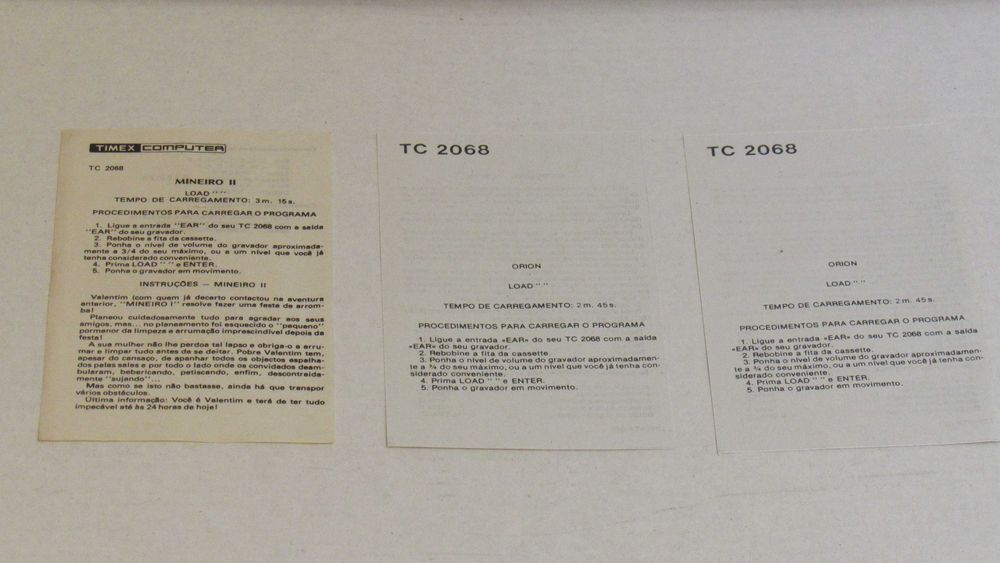 TIMEX COMPUTER
TC 2068
MINEIRO II
LOAD " "
TEMPO DE CARREGAMENTO: 3 m. 15 s.
PROCEDIMENTOS PARA CARREGAR O PROGRAMA
1. Ligue a entrada "EAR" do seu TC 2068 com a saída
"EAR" do seu gravador.
2. Rebobine a fita da cassette.
3. Ponha o nível de volume do gravador aproximada-
mente a 3/4 do seu máximo, ou a um nível que você já
tenha considerado conveniente.
4. Prima LOAD " " e ENTER.
5. Ponha o gravador em movimento.
INSTRUÇÕES — MINEIRO II
Valentim (com quem já decerto contactou na aventura
anterior, "MINEIRO I" resolve fazer uma festa de arrom-
ba!
Planeou cuidadosamente tudo para agradar aos seus
amigos, mas... no planeamento foi esquecido o "pequeno"
pormenor da limpeza e arrumação imprescindível depois da
festa!
A sua mulher não lhe perdoa tal lapso e obriga-o a arru-
mar e limpar tudo antes de se deitar. Pobre Valentim tem,
apesar do cansaço, de apanhar todos os objectos espalha-
dos pelas salas e por todo o lado onde os convidados deam-
bularam, bebericando, petiscando, enfim, descontraída-
mente "sujando"...
Mas como se isto não bastasse, ainda há que transpor
vários obstáculos.
Última informação: Você é Valentim e terá de ter tudo
impecável até às 24 horas de hoje!
TC 2068
ORION
LOAD " "
TEMPO DE CARREGAMENTO: 2 m. 45 s.
PROCEDIMENTOS PARA CARREGAR O PROGRAMA
1. Ligue a entrada «EAR» do seu TC 2068 com a saída
«EAR» do seu gravador.
2. Rebobine a fita da cassette.
3. Ponha o nível de volume do gravador aproximadamen-
te a ¾ do seu máximo, ou a um nível que você já tenha con-
siderado conveniente.
4. Prima LOAD " " e ENTER.
5. Ponha o gravador em movimento.
TC 2068
ORION
LOAD " "
TEMPO DE CARREGAMENTO: 2 m. 45 s.
PROCEDIMENTOS PARA CARREGAR O PROGRAMA
1. Ligue a entrada «EAR» do seu TC 2068 com a saída
«EAR» do seu gravador.
2. Rebobine a fita da cassette.
3. Ponha o nível de volume do gravador aproximadamen-
te a ¾ do seu máximo, ou a um nível que você já tenha con-
siderado conveniente.
4. Prima LOAD " " e ENTER.
5. Ponha o gravador em movimento.